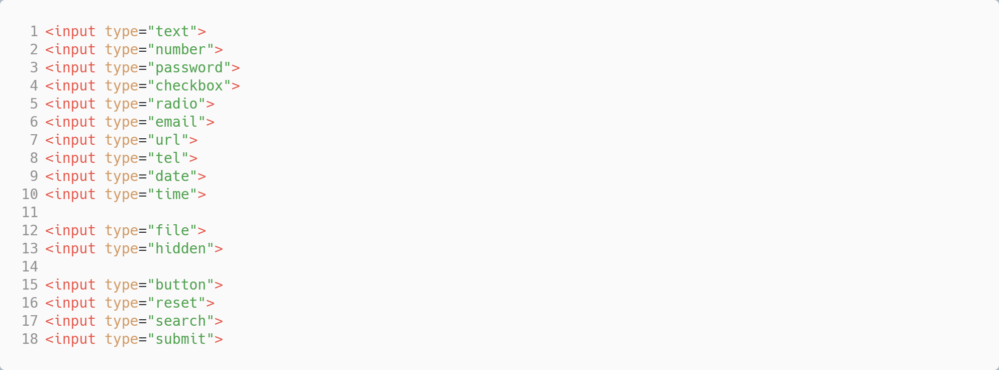 1 <input type="text">
2 <input type="number">
3 <input type="password">
4 <input type="checkbox">
5 <input type="radio">
6 <input type="email">
7 <input type="url">
8 <input type="tel">
9 <input type="date">
10 <input type="time">
11
12 <input type="file">
13 <input type="hidden">
14
15 <input type="button">
16 <input type="reset">
17 <input type="search">
18 <input type="submit">